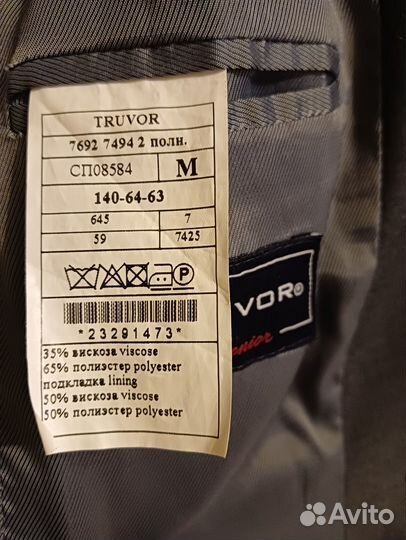 TRUVOR
7692 7494 2 полн.
СП08584 М
140-64-63
645 7
59 7425
P
*23291473*
35% вискоза viscose
65% полиэстер polyester
подкладка lining
50% вискоза viscose
50% полиэстер polyester
VOR®
Avito